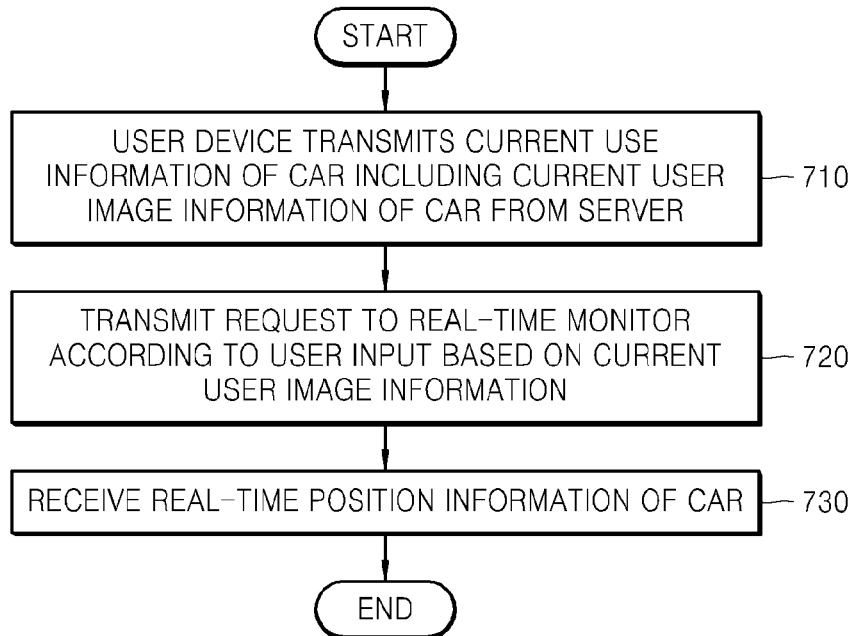 START
USER DEVICE TRANSMITS CURRENT USE
INFORMATION OF CAR INCLUDING CURRENT USER
IMAGE INFORMATION OF CAR FROM SERVER
710
TRANSMIT REQUEST TO REAL-TIME MONITOR
ACCORDING TO USER INPUT BASED ON CURRENT
USER IMAGE INFORMATION
720
RECEIVE REAL-TIME POSITION INFORMATION OF CAR
730
END